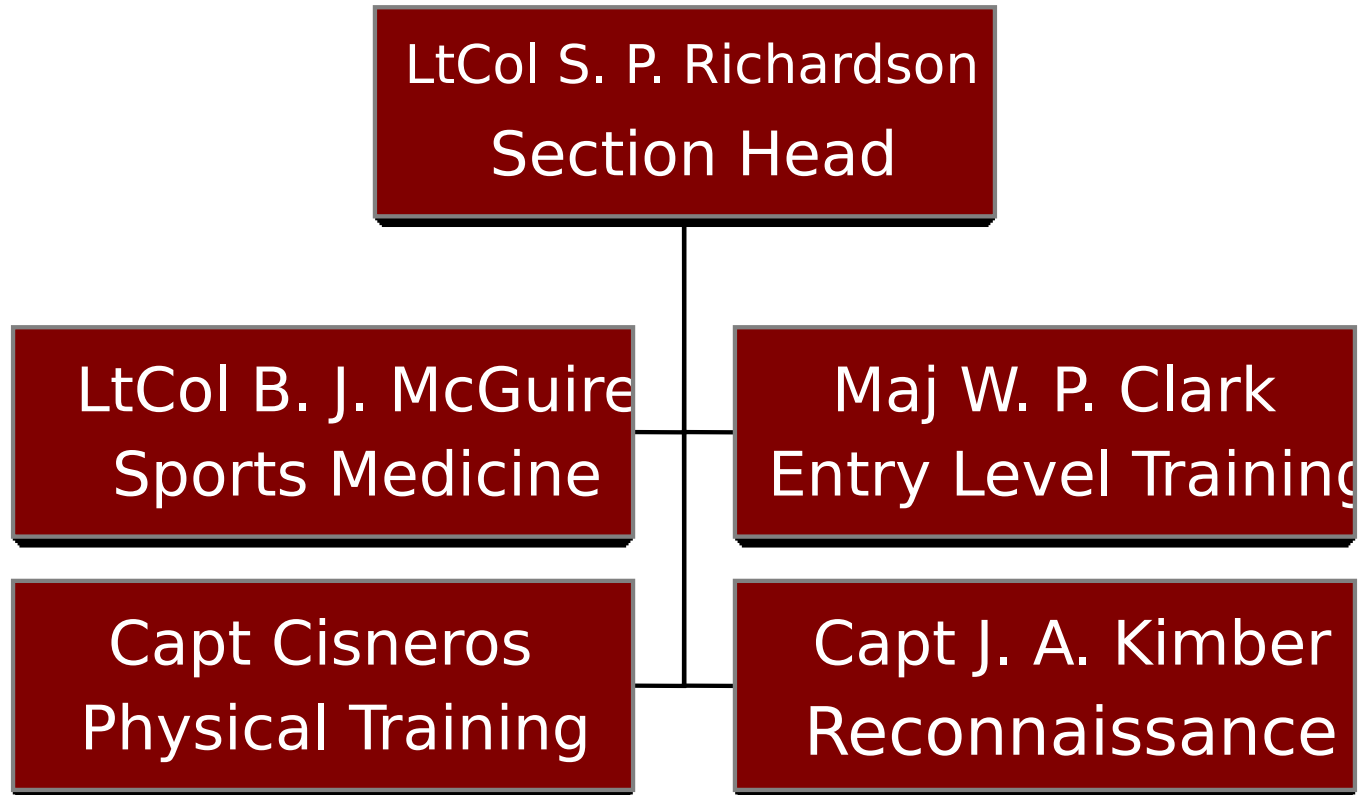 LtCol S. P. Richardson
Section Head
LtCol B. J. McGuire
Sports Medicine
Maj W. P. Clark
Entry Level Training
Capt Cisneros
Physical Training
Capt J. A. Kimber
Reconnaissance